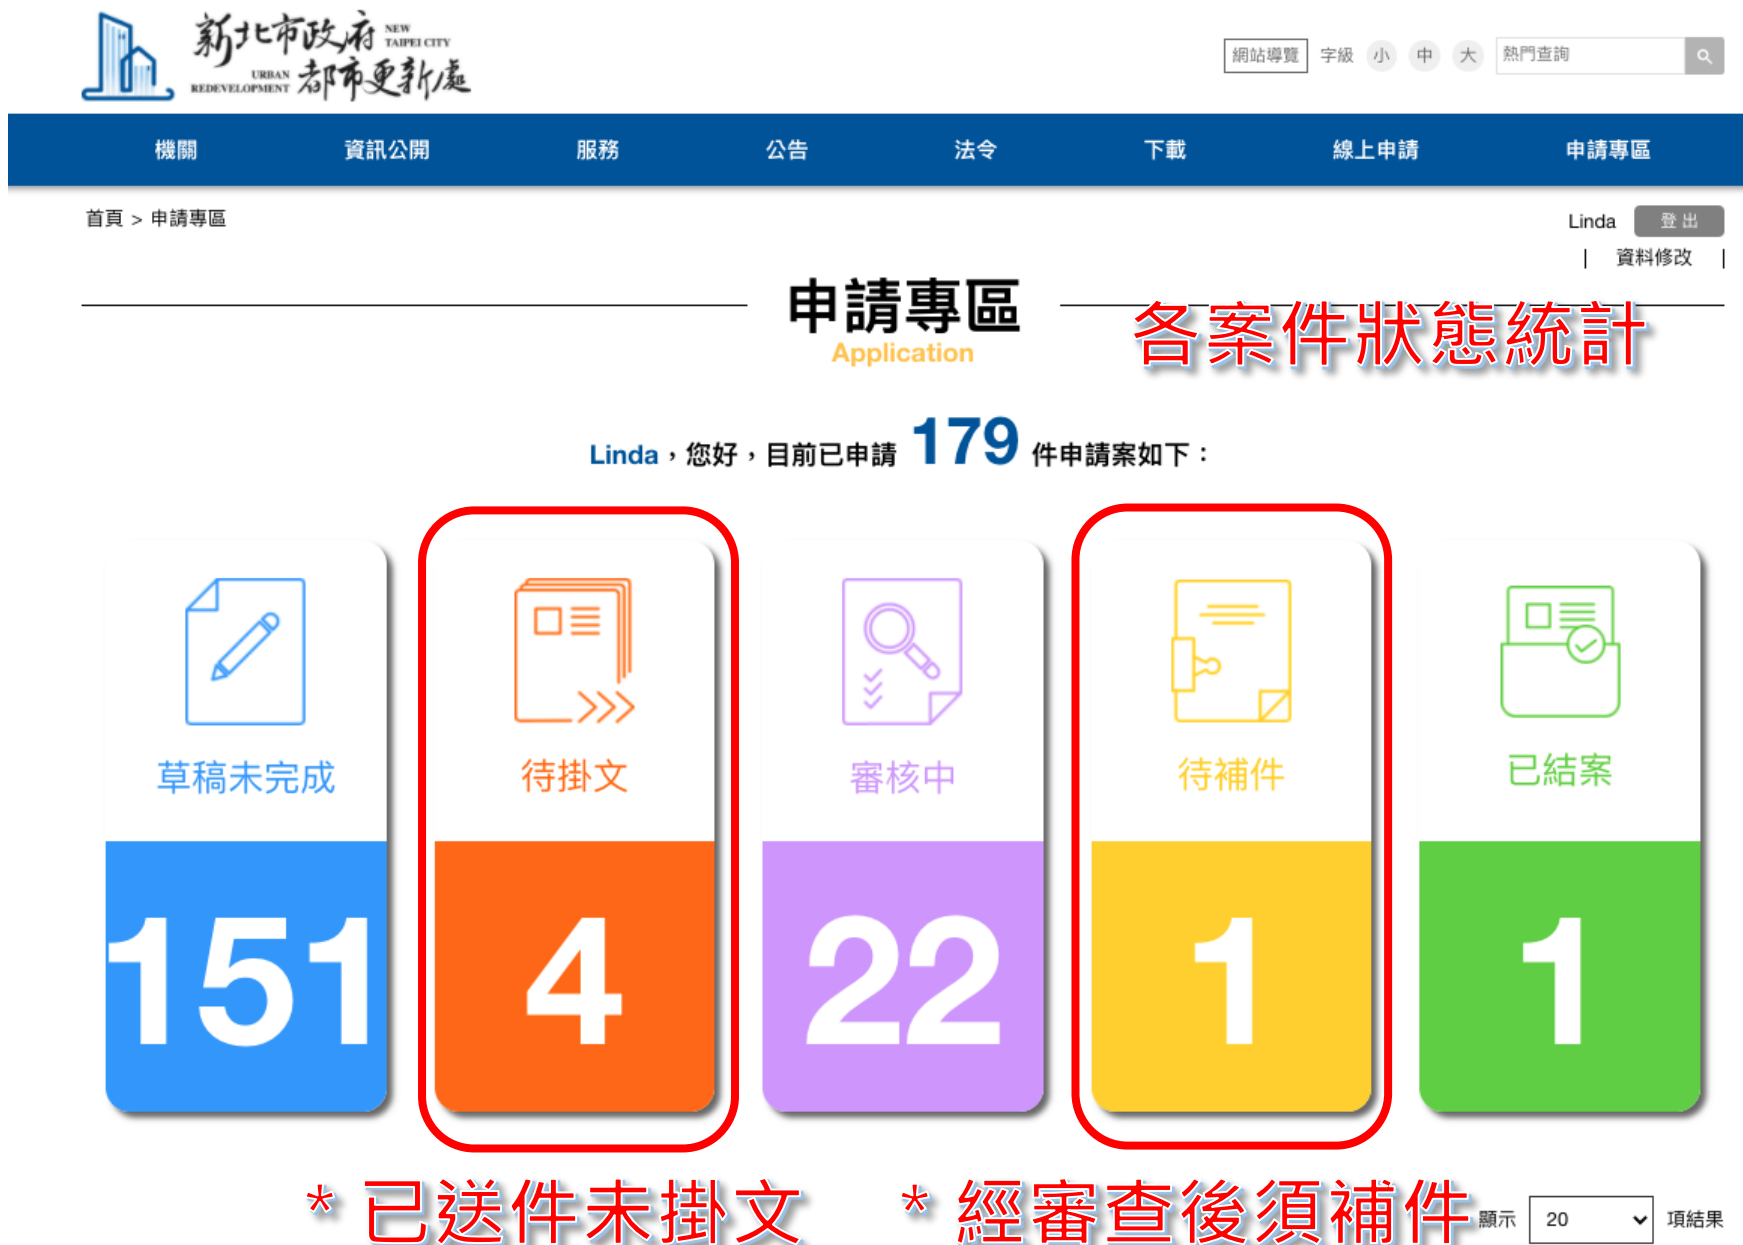 新北市政府 NEW TAIPEI CITY
URBAN REDEVELOPMENT 都市更新處
網站導覽 字級 小 中 大 熱門查詢
機關 資訊公開 服務 公告 法令 下載 線上申請 申請專區
首頁 > 申請專區
Linda 登出
| 資料修改 |
申請專區
Application
各案件狀態統計
Linda，您好，目前已申請 179 件申請案如下：
草稿未完成 待掛文 審核中 待補件 已結案
151 4 22 1 1
* 已送件未掛文 * 經審查後須補件
顯示 20 項結果